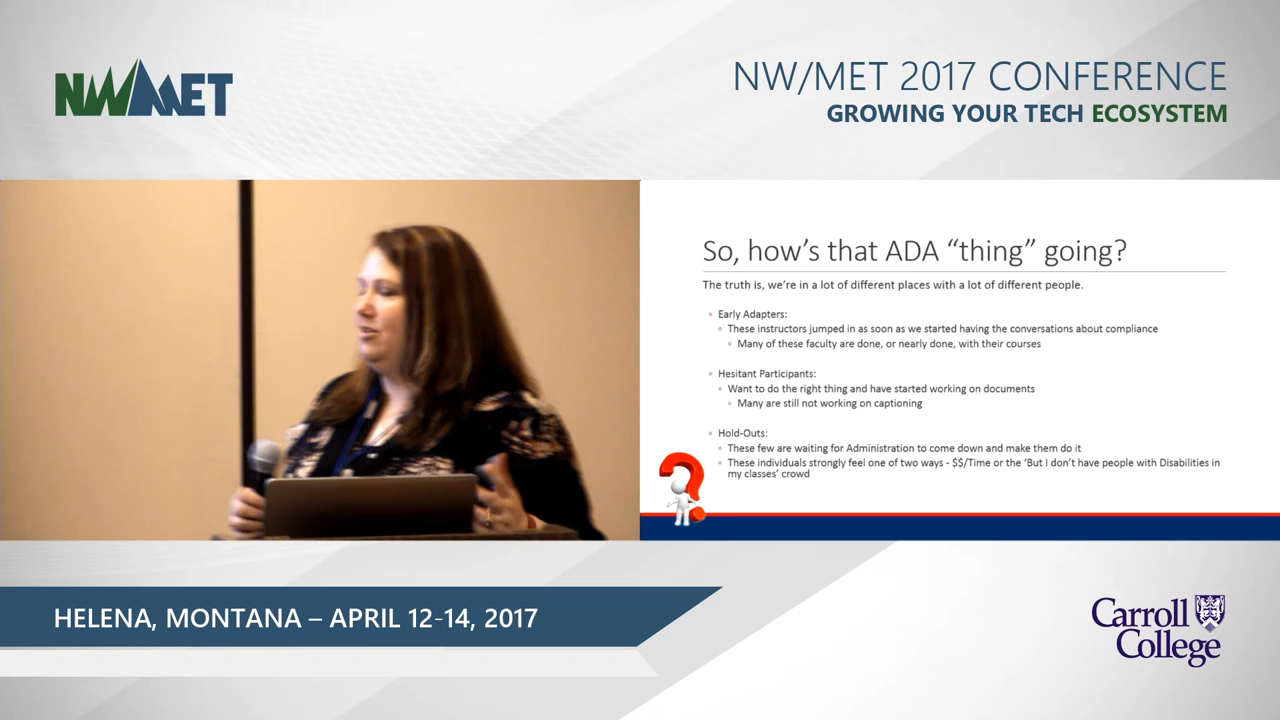 NW/MET
NW/MET 2017 CONFERENCE
GROWING YOUR TECH ECOSYSTEM
So, how's that ADA “thing” going?
The truth is, we're in a lot of different places with a lot of different people.
Early Adapters:
These instructors jumped in as soon as we started having the conversations about compliance
Many of these faculty are done, or nearly done, with their courses
Hesitant Participants:
Want to do the right thing and have started working on documents
Many are still not working on captioning
Hold-Outs:
These few are waiting for Administration to come down and make them do it
These individuals strongly feel one of two ways - $$/Time or the ‘But I don't have people with Disabilities in
my classes’ crowd
HELENA, MONTANA – APRIL 12-14, 2017
Carroll
College